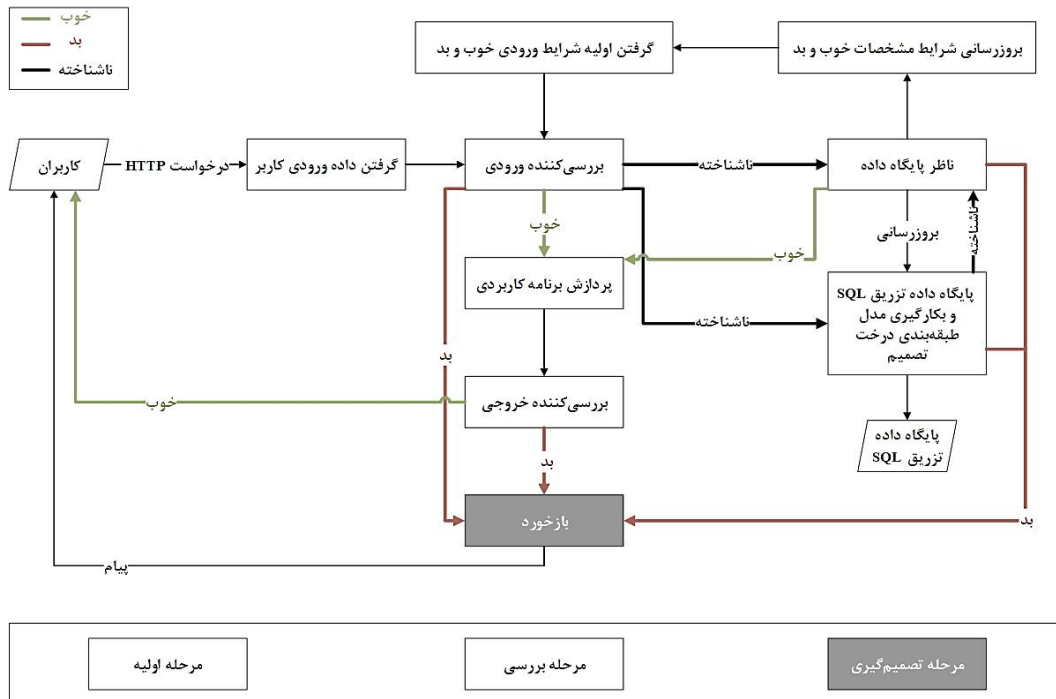 خوب
بد
ناشناخته
گرفتن اولیه شرایط ورودی خوب و بد
بروزرسانی شرایط مشخصات خوب و بد
کاربران
درخواست HTTP
گرفتن داده ورودی کاربر
بررسی‌کننده ورودی
ناشناخته
ناظر پایگاه داده
خوب
خوب
بروزرسانی
ناشناخته
پردازش برنامه کاربردی
ناشناخته
پایگاه داده تزریق SQL
و بکارگیری مدل
طبقه‌بندی درخت
تصمیم
بد
خوب
بررسی‌کننده خروجی
بد
پایگاه داده
تزریق SQL
بازخورد
بد
پیام
مرحله اولیه
مرحله بررسی
مرحله تصمیم‌گیری